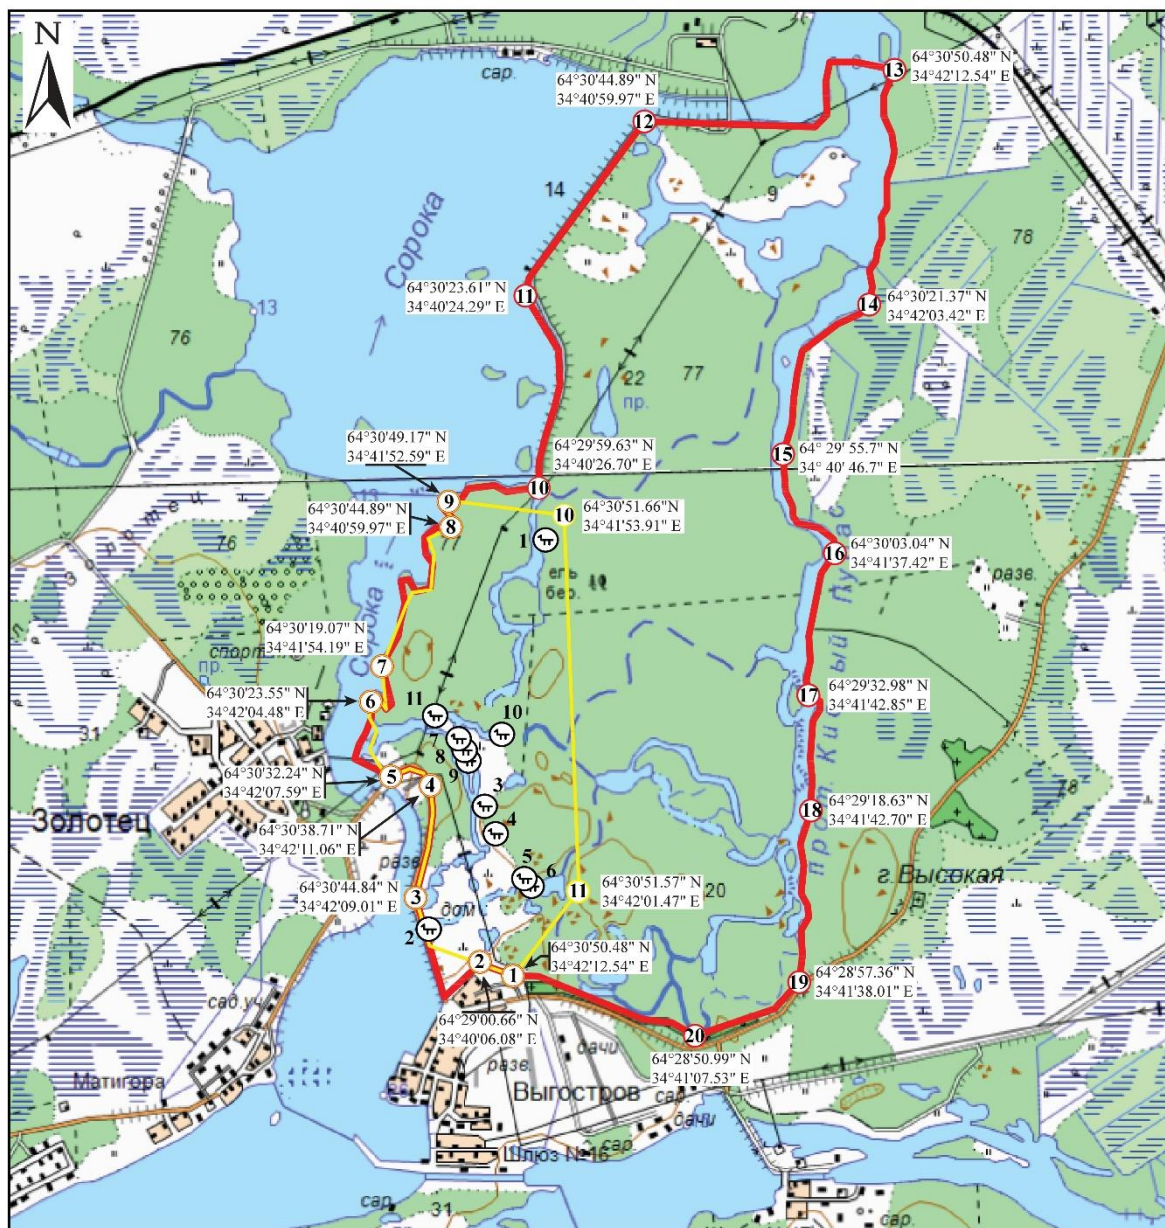 N
сар.
64°30'50.48" N
34°42'12.54" E
13
64°30'44.89" N
34°40'59.97" E
12
14
9
Сорока
78
64°30'23.61" N
34°40'24.29" E
11
14
64°30'21.37" N
34°42'03.42" E
13
76
77
22
пр.
64°30'49.17" N
34°41'52.59" E
64°29'59.63" N
34°40'26.70" E
15
64° 29' 55.7" N
34° 40' 46.7" E
10
9
13
64°30'44.89" N
34°40'59.97" E
8
10
64°30'51.66" N
34°41'53.91" E
1
76
Золотец
16
64°30'03.04" N
34°41'37.42" E
ель
бер.
разв.
64°30'19.07" N
34°41'54.19" E
спорт
пр.
7
Сорока
64°30'23.55" N
34°42'04.48" E
6
17
64°29'32.98" N
34°41'42.85" E
прот. Кислый Пудас
11
10
31
7
8
9
64°30'32.24" N
34°42'07.59" E
5
4
3
78
18
64°29'18.63" N
34°41'42.70" E
Золотец
64°30'38.71" N
34°42'11.06" E
4
разв.
5
6
г.Высокая
64°30'44.84" N
34°42'09.01" E
3
11
64°30'51.57" N
34°42'01.47" E
20
дом
2
64°30'50.48" N
34°42'12.54" E
2
1
19
64°28'57.36" N
34°41'38.01" E
сад.уч.
64°29'00.66" N
34°40'06.08" E
20
64°28'50.99" N
34°41'07.53" E
дачи
разв.
Матигора
Выгостров
сар.
дачи
Шлюз №16
сар.
сар.
31
сар.